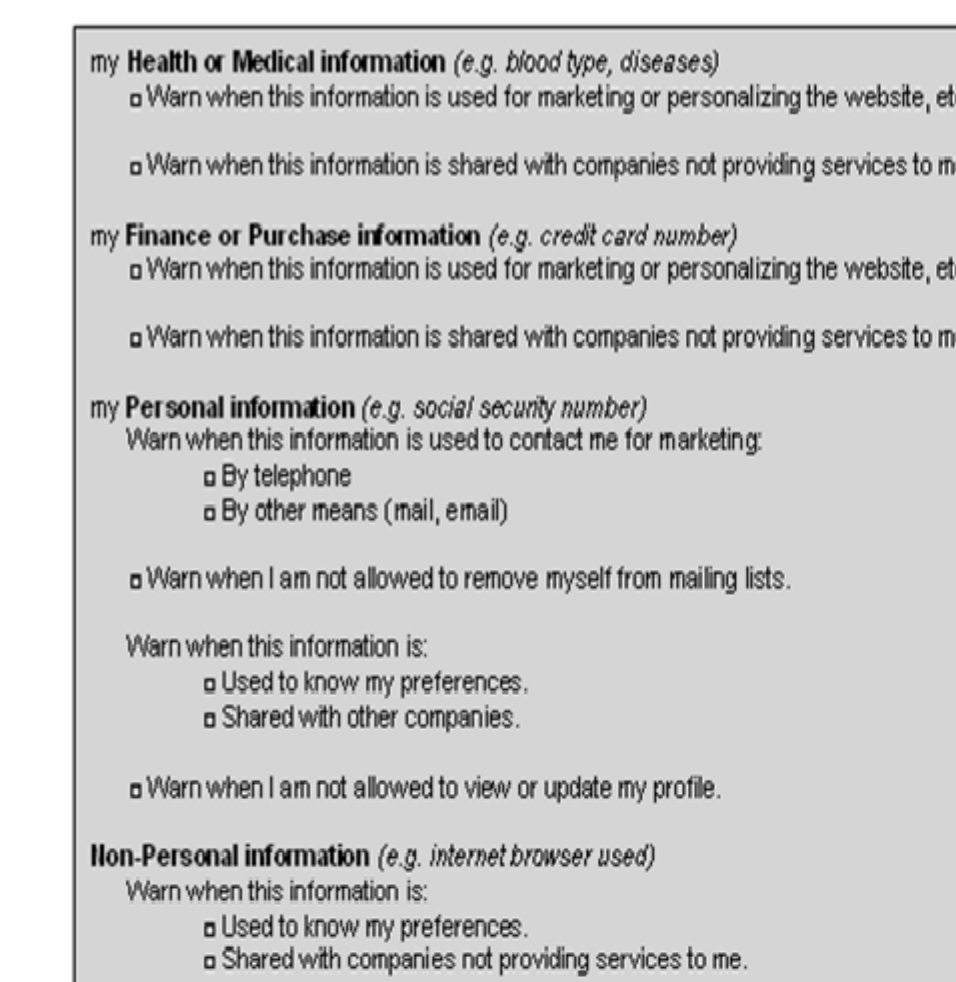 my Health or Medical information (e.g. blood type, diseases)
Warn when this information is used for marketing or personalizing the website, et
Warn when this information is shared with companies not providing services to m
my Finance or Purchase information (e.g. credit card number)
Warn when this information is used for marketing or personalizing the website, et
Warn when this information is shared with companies not providing services to m
my Personal information (e.g. social security number)
Warn when this information is used to contact me for marketing:
By telephone
By other means (mail, email)
Warn when I am not allowed to remove myself from mailing lists.
Warn when this information is:
Used to know my preferences.
Shared with other companies.
Warn when I am not allowed to view or update my profile.
Non-Personal information (e.g. internet browser used)
Warn when this information is:
Used to know my preferences.
Shared with companies not providing services to me.